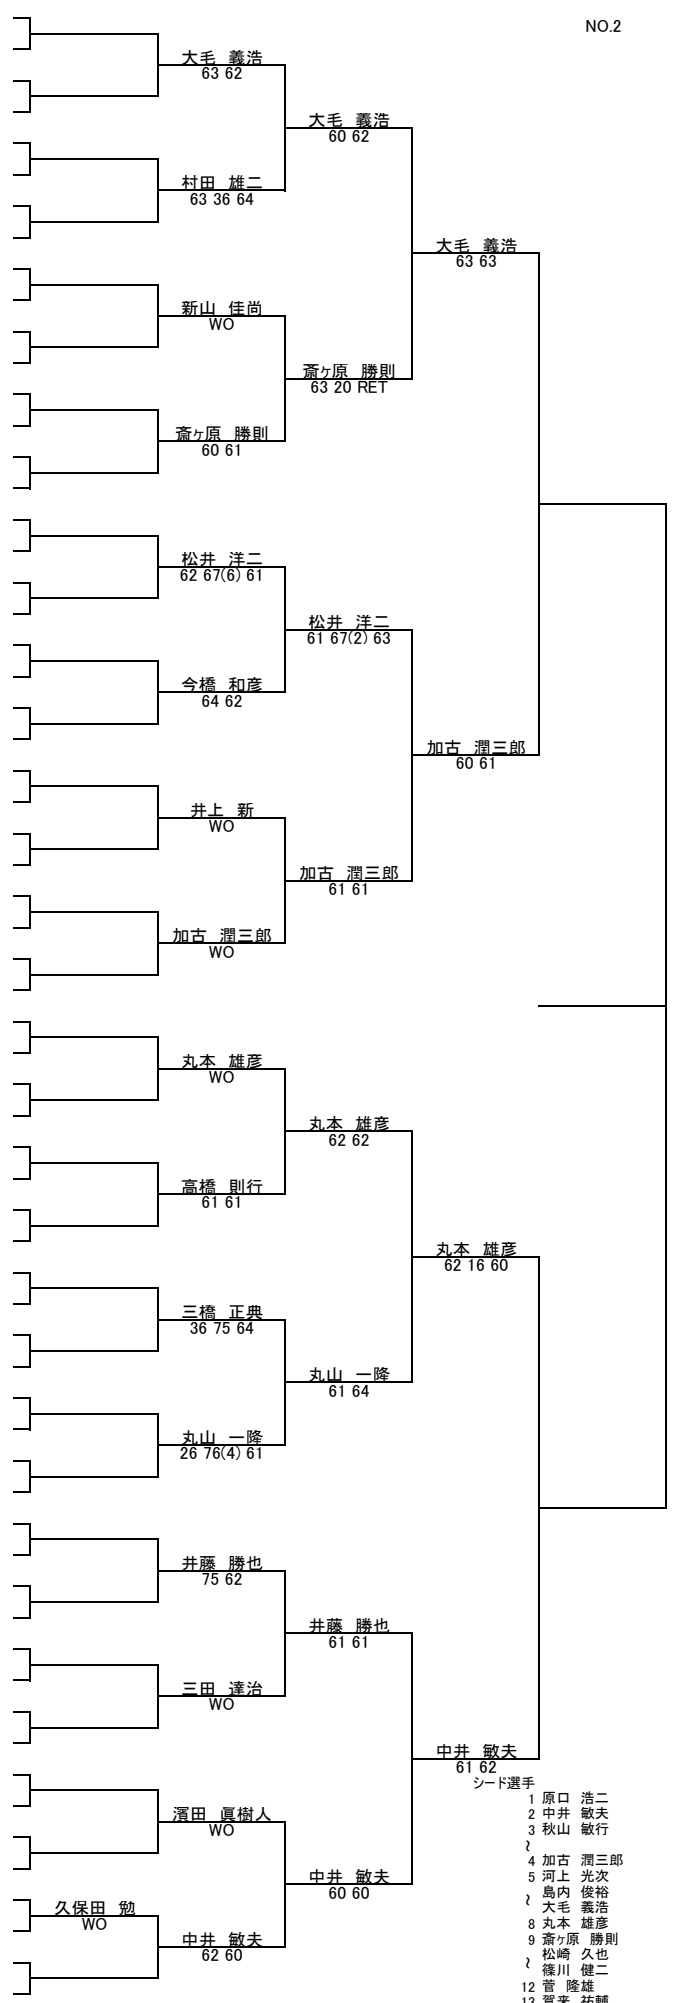 NO.2
大毛 義浩
63 62
大毛 義浩
60 62
村田 雄二
63 36 64
大毛 義浩
63 63
新山 佳尚
WO
斎ヶ原 勝則
63 20 RET
斎ヶ原 勝則
60 61
松井 洋二
62 67(6) 61
松井 洋二
61 67(2) 63
今橋 和彦
64 62
加古 潤三郎
60 61
井上 新
WO
加古 潤三郎
61 61
加古 潤三郎
WO
丸本 雄彦
WO
丸本 雄彦
62 62
高橋 則行
61 61
丸本 雄彦
62 16 60
三橋 正典
36 75 64
丸山 一隆
61 64
丸山 一隆
26 76(4) 61
井藤 勝也
75 62
井藤 勝也
61 61
三田 達治
WO
中井 敏夫
61 62
濱田 眞樹人
WO
中井 敏夫
60 60
久保田 勉
WO
中井 敏夫
62 60
シード選手
1 原口 浩二
2 中井 敏夫
3 秋山 敏行
~
4 加古 潤三郎
5 河上 光次
島内 俊裕
~
大毛 義浩
8 丸本 雄彦
9 斎ヶ原 勝則
松崎 久也
~
篠川 健二
12 菅 隆雄
13 賀来 祐輔